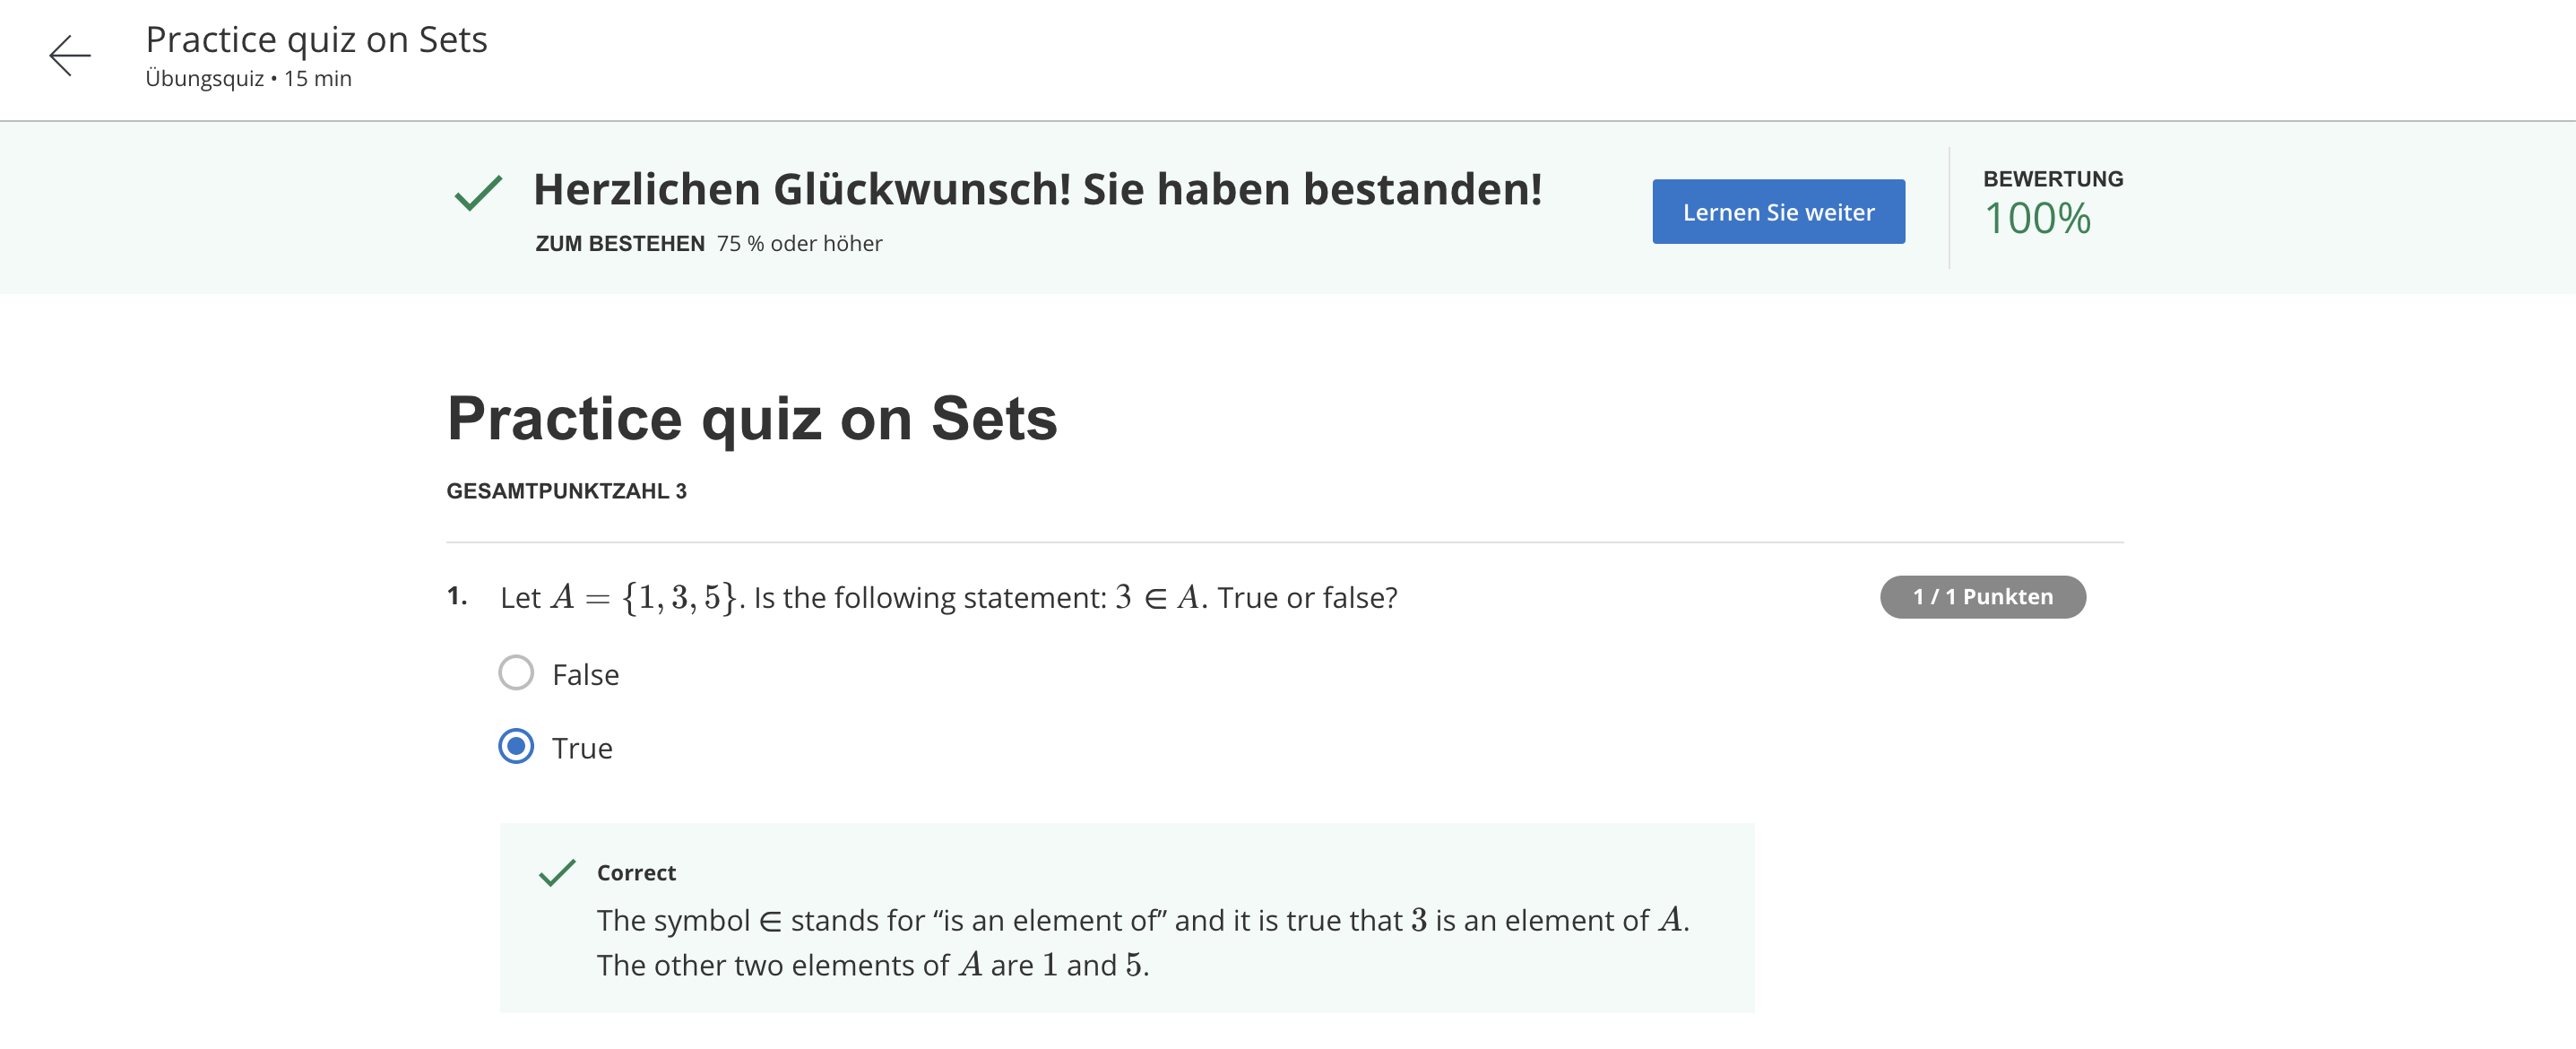 Practice quiz on Sets
Übungsquiz • 15 min
Herzlichen Glückwunsch! Sie haben bestanden!
ZUM BESTEHEN 75 % oder höher
Lernen Sie weiter
BEWERTUNG
100%
Practice quiz on Sets
GESAMTPUNKTZAHL 3
1. Let A = {1, 3, 5}. Is the following statement: 3 ∈ A. True or false?
1 / 1 Punkten
False
True
Correct
The symbol ∈ stands for “is an element of” and it is true that 3 is an element of A.
The other two elements of A are 1 and 5.